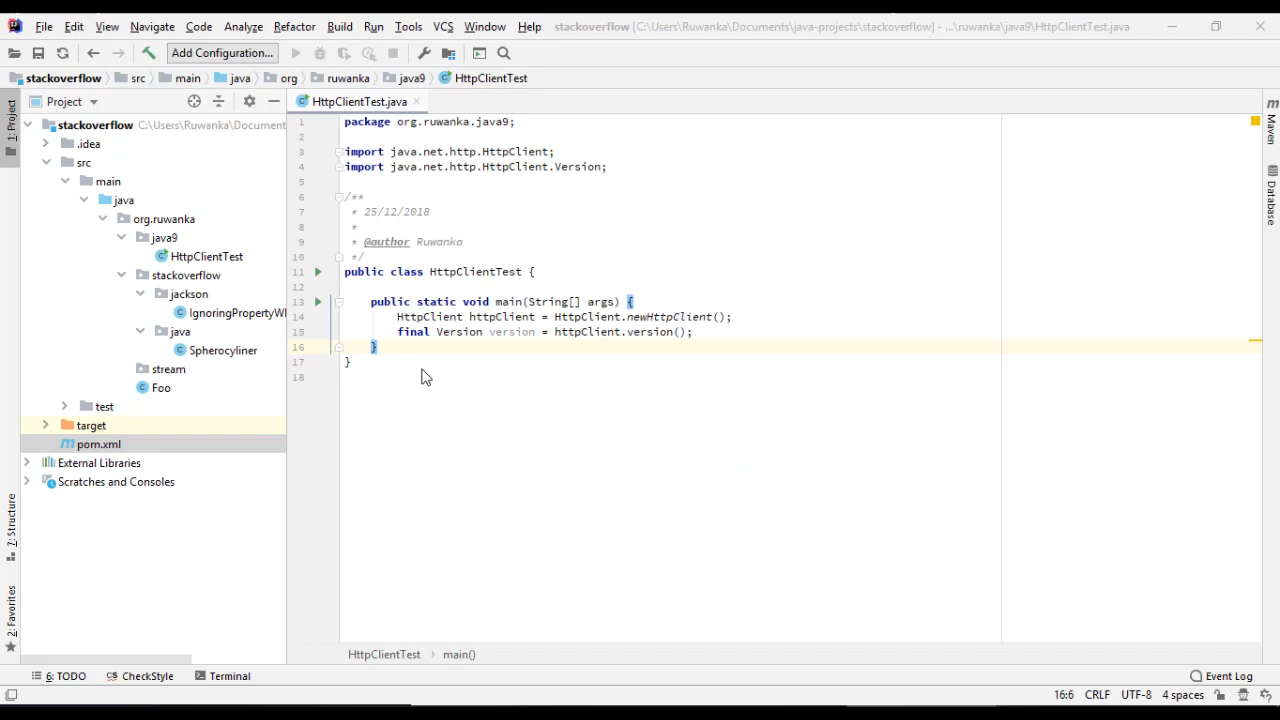 File Edit View Navigate Code Analyze Refactor Build Run Tools VCS Window Help stackoverflow [C:\Users\Ruwanka\Documents\java-projects\stackoverflow] - ...\ruwanka\java9\HttpClientTest.java
Add Configuration...
stackoverflow src main java org ruwanka java9 HttpClientTest
Project
HttpClientTest.java
1: Project
stackoverflow C:\Users\Ruwanka\Document
.idea
src
main
java
org.ruwanka
java9
HttpClientTest
stackoverflow
jackson
IgnoringPropertyWl
java
Spherocyliner
stream
Foo
test
target
pom.xml
External Libraries
Scratches and Consoles
7: Structure
2: Favorites
1 package org.ruwanka.java9;
2
3 import java.net.http.HttpClient;
4 import java.net.http.HttpClient.Version;
5
6 /**
7 * 25/12/2018
8 *
9 * @author Ruwanka
10 */
11 public class HttpClientTest {
12
13 public static void main(String[] args) {
14 HttpClient httpClient = HttpClient.newHttpClient();
15 final Version version = httpClient.version();
16 }
17 }
18
Maven
Database
HttpClientTest main()
6: TODO CheckStyle Terminal Event Log
16:6 CRLF UTF-8 4 spaces